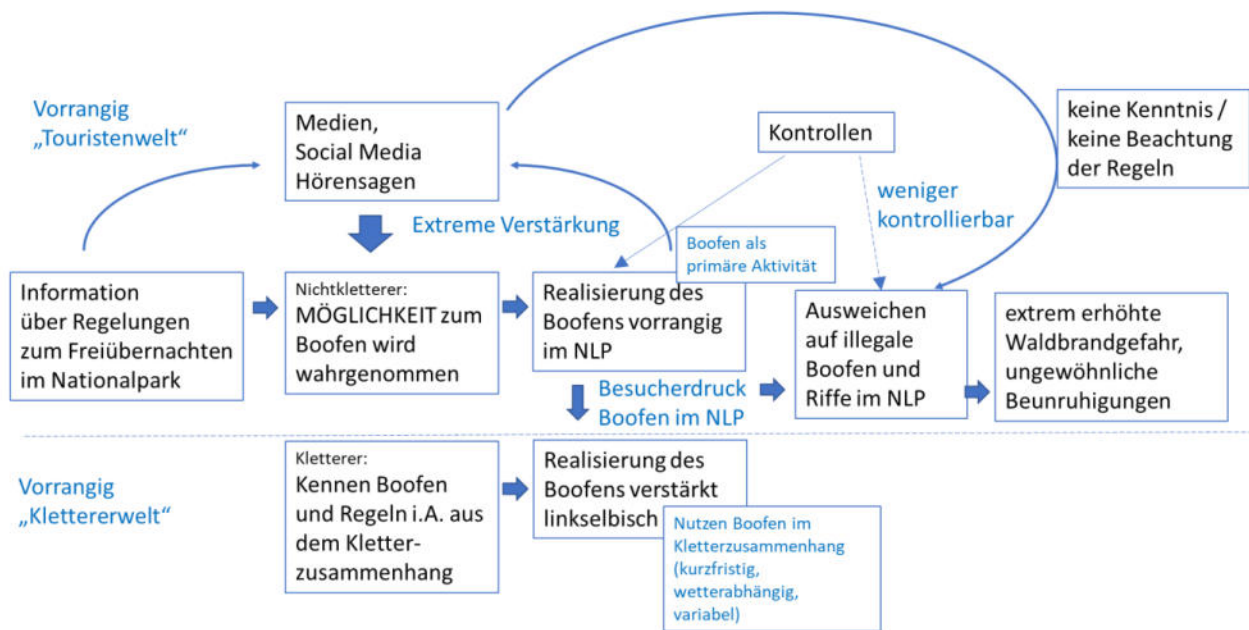 Vorrangig
„Touristenwelt“
Medien,
Social Media
Hörensagen
Kontrollen
keine Kenntnis /
keine Beachtung
der Regeln
weniger
kontrollierbar
Extreme Verstärkung
Boofen als
primäre Aktivität
Information
über Regelungen
zum Freiübernachten
im Nationalpark
Nichtkletterer:
MÖGLICHKEIT zum
Boofen wird
wahrgenommen
Realisierung des
Boofens vorrangig
im NLP
Ausweichen
auf illegale
Boofen und
Riffe im NLP
extrem erhöhte
Waldbrandgefahr,
ungewöhnliche
Beunruhigungen
Besucherdruck
Boofen im NLP
Vorrangig
„Klettererwelt“
Kletterer:
Kennen Boofen
und Regeln i.A. aus
dem Kletter-
zusammenhang
Realisierung des
Boofens verstärkt
linkselbisch
Nutzen Boofen im
Kletterzusammenhang
(kurzfristig,
wetterabhängig,
variabel)